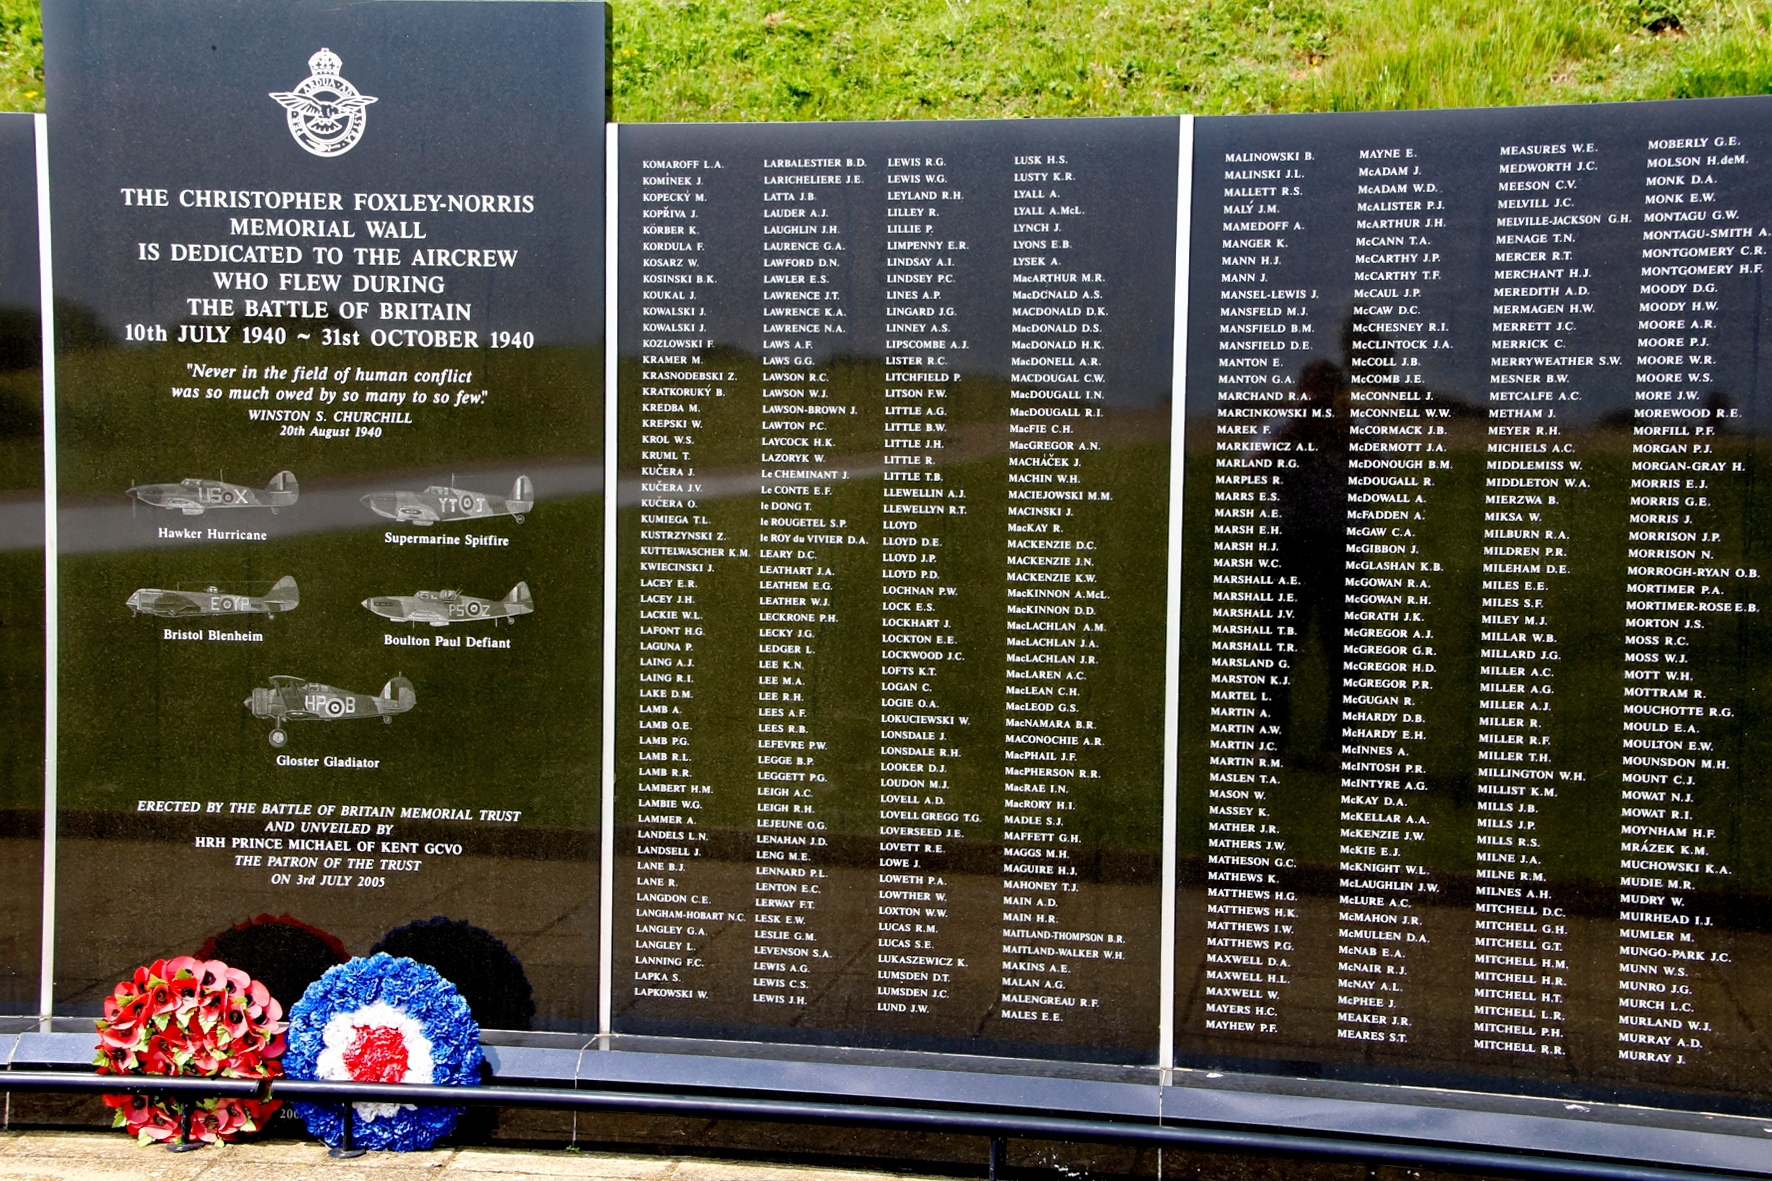 PER ARDUA AD ASTRA
THE CHRISTOPHER FOXLEY-NORRIS
MEMORIAL WALL
IS DEDICATED TO THE AIRCREW
WHO FLEW DURING
THE BATTLE OF BRITAIN
10th JULY 1940 ~ 31st OCTOBER 1940
"Never in the field of human conflict
was so much owed by so many to so few."
WINSTON S. CHURCHILL
20th August 1940
US X
YT J
Hawker Hurricane
Supermarine Spitfire
E YP
PS Z
Bristol Blenheim
Boulton Paul Defiant
HP B
Gloster Gladiator
ERECTED BY THE BATTLE OF BRITAIN MEMORIAL TRUST
AND UNVEILED BY
HRH PRINCE MICHAEL OF KENT GCVO
THE PATRON OF THE TRUST
ON 3rd JULY 2005
KOMAROFF L.A.
KOMÍNEK J.
KOPECKÝ M.
KOPŘIVA J.
KÖRBER K.
KORDULA F.
KOSARZ W.
KOSINSKI B.K.
KOUKAL J.
KOWALSKI J.
KOWALSKI J.
KOZLOWSKI F.
KRAMER M.
KRASNODEBSKI Z.
KRATKORUKÝ B.
KREDBA M.
KREPSKI W.
KROL W.S.
KRUML T.
KUČERA J.
KUČERA J.V.
KUČERA O.
KUMIEGA T.L.
KUSTRZYNSKI Z.
KUTTELWASCHER K.M.
KWIECINSKI J.
LACEY E.R.
LACEY J.H.
LACKIE W.L.
LAFONT H.G.
LAGUNA P.
LAING A.J.
LAING R.I.
LAKE D.M.
LAMB A.
LAMB O.E.
LAMB P.G.
LAMB R.L.
LAMB R.R.
LAMBERT H.M.
LAMBIE W.G.
LAMMER A.
LANDELS L.N.
LANDSELL J.
LANE B.J.
LANE R.
LANGDON C.E.
LANGHAM-HOBART N.C.
LANGLEY G.A.
LANGLEY L.
LANNING F.C.
LAPKA S.
LAPKOWSKI W.
LARBALESTIER B.D.
LARICHELIERE J.E.
LATTA J.B.
LAUDER A.J.
LAUGHLIN J.H.
LAURENCE G.A.
LAWFORD D.N.
LAWLER E.S.
LAWRENCE J.T.
LAWRENCE K.A.
LAWRENCE N.A.
LAWS A.F.
LAWS G.G.
LAWSON R.C.
LAWSON W.J.
LAWSON-BROWN J.
LAWTON P.C.
LAYCOCK H.K.
LAZORYK W.
Le CHEMINANT J.
Le CONTE E.F.
le DONG T.
le ROUGETEL S.P.
le ROY du VIVIER D.A.
LEARY D.C.
LEATHART J.A.
LEATHEM E.G.
LEATHER W.J.
LECKRONE P.H.
LECKY J.G.
LEDGER L.
LEE K.N.
LEE M.A.
LEE R.H.
LEES A.F.
LEES R.B.
LEFEVRE P.W.
LEGGE B.P.
LEGGETT P.G.
LEIGH A.C.
LEIGH R.H.
LEJEUNE O.G.
LENAHAN J.D.
LENG M.E.
LENNARD P.L.
LENTON E.C.
LERWAY F.T.
LESK E.W.
LESLIE G.M.
LEVENSON S.A.
LEWIS A.G.
LEWIS C.S.
LEWIS J.H.
LEWIS R.G.
LEWIS W.G.
LEYLAND R.H.
LILLEY R.
LILLIE P.
LIMPENNY E.R.
LINDSAY A.I.
LINDSEY P.C.
LINES A.P.
LINGARD J.G.
LINNEY A.S.
LIPSCOMBE A.J.
LISTER R.C.
LITCHFIELD P.
LITSON F.W.
LITTLE A.G.
LITTLE B.W.
LITTLE J.H.
LITTLE R.
LITTLE T.B.
LLEWELLIN A.J.
LLEWELLYN R.T.
LLOYD
LLOYD D.E.
LLOYD J.P.
LLOYD P.D.
LOCHNAN P.W.
LOCK E.S.
LOCKHART J.
LOCKTON E.E.
LOCKWOOD J.C.
LOFTS K.T.
LOGAN C.
LOGIE O.A.
LOKUCIEWSKI W.
LONSDALE J.
LONSDALE R.H.
LOOKER D.J.
LOUDON M.J.
LOVELL A.D.
LOVELL GREGG T.G.
LOVERSEED J.E.
LOVETT R.E.
LOWE J.
LOWETH P.A.
LOWTHER W.
LOXTON W.W.
LUCAS R.M.
LUCAS S.E.
LUKASZEWICZ K.
LUMSDEN D.T.
LUMSDEN J.C.
LUND J.W.
LUSK H.S.
LUSTY K.R.
LYALL A.
LYALL A.McL.
LYNCH J.
LYONS E.B.
LYSEK A.
MacARTHUR M.R.
MacDONALD A.S.
MACDONALD D.K.
MacDONALD D.S.
MacDONALD H.K.
MacDONELL A.R.
MACDOUGAL C.W.
MacDOUGALL I.N.
MacDOUGALL R.I.
MacFIE C.H.
MacGREGOR A.N.
MACHÁČEK J.
MACHIN W.H.
MACIEJOWSKI M.M.
MACINSKI J.
MacKAY R.
MACKENZIE D.C.
MACKENZIE J.N.
MACKENZIE K.W.
MacKINNON A.McL.
MacKINNON D.D.
MacLACHLAN A.M.
MacLACHLAN J.A.
MacLACHLAN J.R.
MacLAREN A.C.
MacLEAN C.H.
MacLEOD G.S.
MacNAMARA B.R.
MACONOCHIE A.R.
MacPHAIL J.F.
MacPHERSON R.R.
MacRAE I.N.
MacRORY H.I.
MADLE S.J.
MAFFETT G.H.
MAGGS M.H.
MAGUIRE H.J.
MAHONEY T.J.
MAIN A.D.
MAIN H.R.
MAITLAND-THOMPSON B.R.
MAITLAND-WALKER W.H.
MAKINS A.E.
MALAN A.G.
MALENGREAU R.F.
MALES E.E.
MALINOWSKI B.
MALINSKI J.L.
MALLETT R.S.
MALÝ J.M.
MAMEDOFF A.
MANGER K.
MANN H.J.
MANN J.
MANSEL-LEWIS J.
MANSFELD M.J.
MANSFIELD B.M.
MANSFIELD D.E.
MANTON E.
MANTON G.A.
MARCHAND R.A.
MARCINKOWSKI M.S.
MAREK F.
MARKIEWICZ A.L.
MARLAND R.G.
MARPLES R.
MARRS E.S.
MARSH A.E.
MARSH E.H.
MARSH H.J.
MARSH W.C.
MARSHALL A.E.
MARSHALL J.E.
MARSHALL J.V.
MARSHALL T.B.
MARSHALL T.R.
MARSLAND G.
MARSTON K.J.
MARTEL L.
MARTIN A.
MARTIN A.W.
MARTIN J.C.
MARTIN R.M.
MASLEN T.A.
MASON W.
MASSEY K.
MATHER J.R.
MATHERS J.W.
MATHESON G.C.
MATHEWS K.
MATTHEWS H.G.
MATTHEWS H.K.
MATTHEWS I.W.
MATTHEWS P.G.
MAXWELL D.A.
MAXWELL H.L.
MAXWELL W.
MAYERS H.C.
MAYHEW P.F.
MAYNE E.
McADAM J.
McADAM W.D.
McALISTER P.J.
McARTHUR J.H.
McCANN T.A.
McCARTHY J.P.
McCARTHY T.F.
McCAUL J.P.
McCAW D.C.
McCHESNEY R.I.
McCLINTOCK J.A.
McCOLL J.B.
McCOMB J.E.
McCONNELL J.
McCONNELL W.W.
McCORMACK J.B.
McDERMOTT J.A.
McDONOUGH B.M.
McDOUGALL R.
McDOWALL A.
McFADDEN A.
McGAW C.A.
McGIBBON J.
McGLASHAN K.B.
McGOWAN R.A.
McGOWAN R.H.
McGRATH J.K.
McGREGOR A.J.
McGREGOR G.R.
McGREGOR H.D.
McGREGOR P.R.
McGUGAN R.
McHARDY D.B.
McHARDY E.H.
McINNES A.
McINTOSH P.R.
McINTYRE A.G.
McKAY D.A.
McKELLAR A.A.
McKENZIE J.W.
McKIE E.J.
McKNIGHT W.L.
McLAUGHLIN J.W.
McLURE A.C.
McMAHON J.R.
McMULLEN D.A.
McNAB E.A.
McNAIR R.J.
McNAY A.L.
McPHEE J.
MEAKER J.R.
MEARES S.T.
MEASURES W.E.
MEDWORTH J.C.
MEESON C.V.
MELVILL J.C.
MELVILLE-JACKSON G.H.
MENAGE T.N.
MERCER R.T.
MERCHANT H.J.
MEREDITH A.D.
MERMAGEN H.W.
MERRETT J.C.
MERRICK C.
MERRYWEATHER S.W.
MESNER B.W.
METCALFE A.C.
METHAM J.
MEYER R.H.
MICHIELS A.C.
MIDDLEMISS W.
MIDDLETON W.A.
MIERZWA B.
MIKSA W.
MILBURN R.A.
MILDREN P.R.
MILEHAM D.E.
MILES E.E.
MILES S.F.
MILEY M.J.
MILLAR W.B.
MILLARD J.G.
MILLER A.C.
MILLER A.G.
MILLER A.J.
MILLER R.
MILLER R.F.
MILLER T.H.
MILLINGTON W.H.
MILLIST K.M.
MILLS J.B.
MILLS J.P.
MILLS R.S.
MILNE J.A.
MILNE R.M.
MILNES A.H.
MITCHELL D.C.
MITCHELL G.H.
MITCHELL G.T.
MITCHELL H.M.
MITCHELL H.R.
MITCHELL H.T.
MITCHELL L.R.
MITCHELL P.H.
MITCHELL R.R.
MOBERLY G.E.
MOLSON H.deM.
MONK D.A.
MONK E.W.
MONTAGU G.W.
MONTAGU-SMITH A.
MONTGOMERY C.R.
MONTGOMERY H.F.
MOODY D.G.
MOODY H.W.
MOORE A.R.
MOORE P.J.
MOORE W.R.
MOORE W.S.
MORE J.W.
MOREWOOD R.E.
MORFILL P.F.
MORGAN P.J.
MORGAN-GRAY H.
MORRIS E.J.
MORRIS G.E.
MORRIS J.
MORRISON J.P.
MORRISON N.
MORROGH-RYAN O.B.
MORTIMER P.A.
MORTIMER-ROSE E.B.
MORTON J.S.
MOSS R.C.
MOSS W.J.
MOTT W.H.
MOTTRAM R.
MOUCHOTTE R.G.
MOULD E.A.
MOULTON E.W.
MOUNSDON M.H.
MOUNT C.J.
MOWAT N.J.
MOWAT R.I.
MOYNHAM H.F.
MRÁZEK K.M.
MUCHOWSKI K.A.
MUDIE M.R.
MUDRY W.
MUIRHEAD I.J.
MUMLER M.
MUNGO-PARK J.C.
MUNN W.S.
MUNRO J.G.
MURCH L.C.
MURLAND W.J.
MURRAY A.D.
MURRAY J.